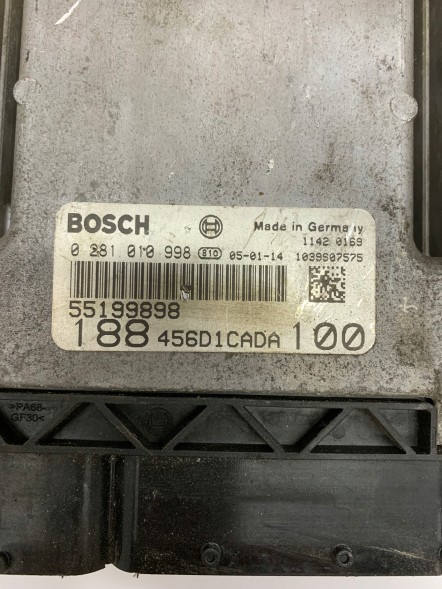 BOSCH Made in Germany
1142 0169
0 281 010 998 810 05-01-14 1039S07575
55199898
188 456D1CADA 100
>PA66-
GF30<